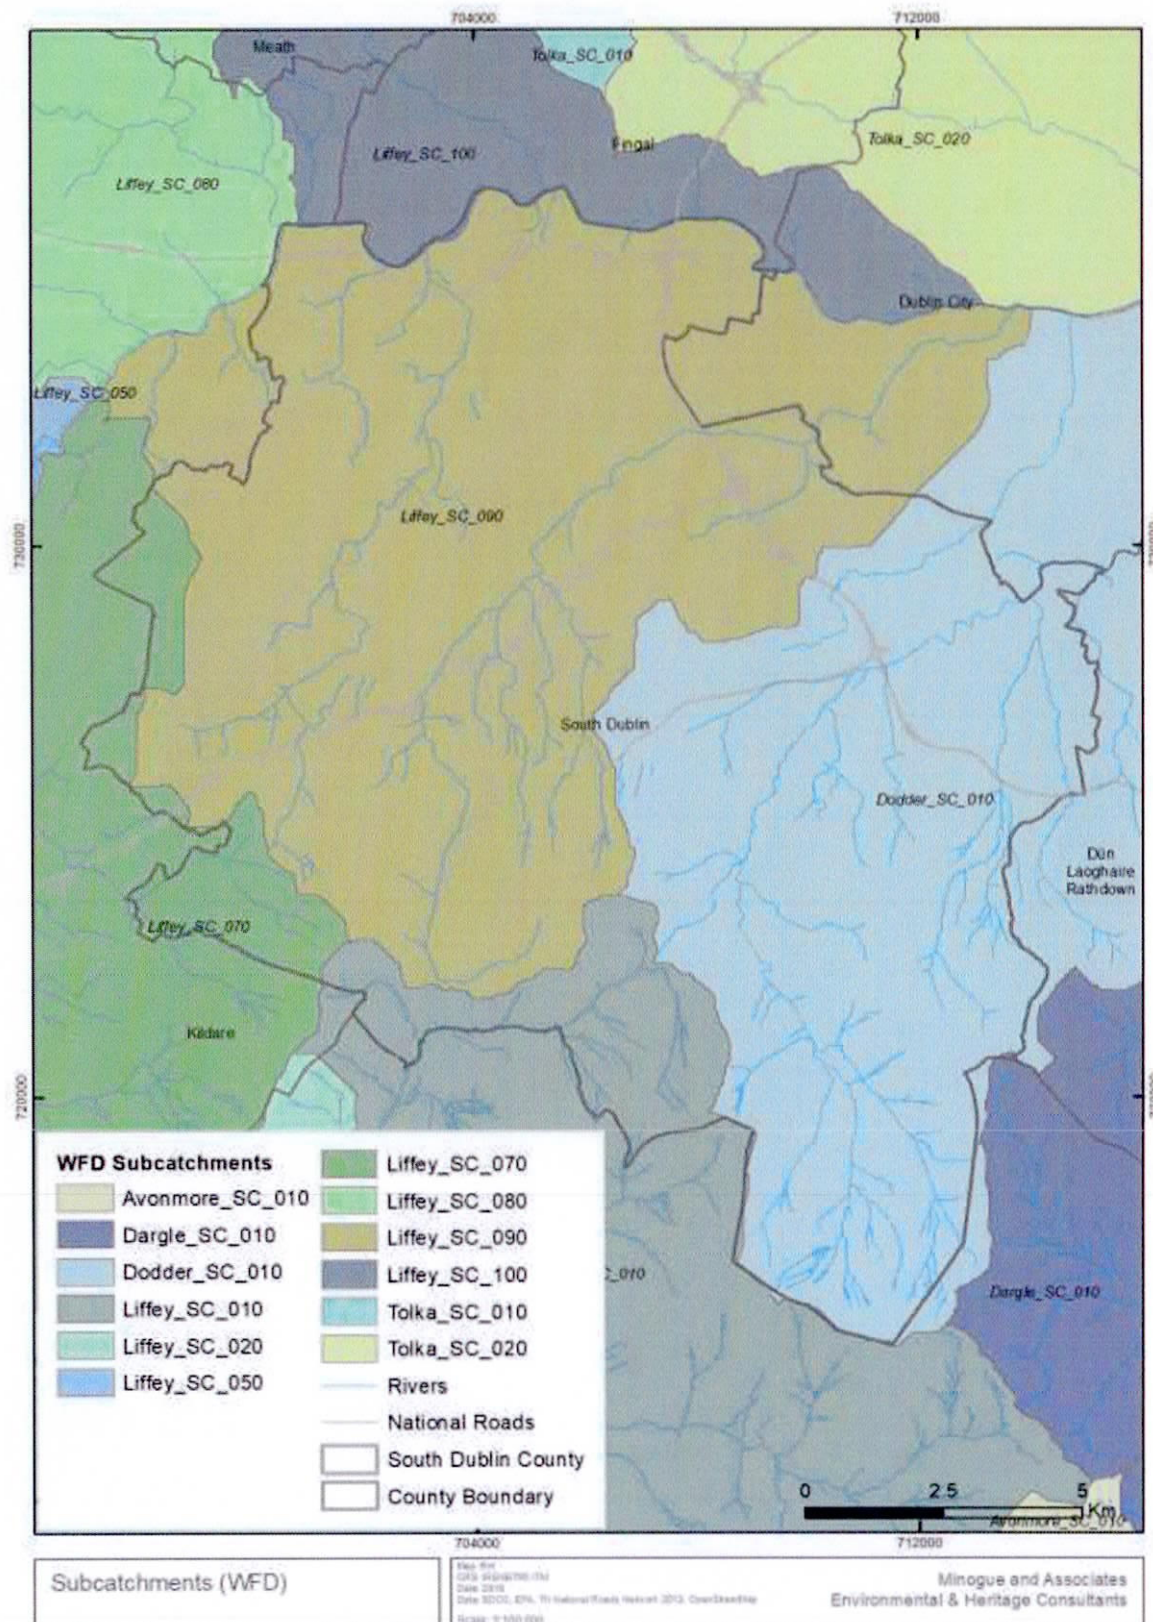 704000
712000
Meath
Tolka_SC_010
Fingal
Tolka_SC_020
Liffey_SC_100
Liffey_SC_080
Dublin City
Liffey_SC_050
Liffey_SC_090
730000
South Dublin
Dodder_SC_010
Dún
Laoghaire
Rathdown
Liffey_SC_070
Kildare
720000
WFD Subcatchments
Avonmore_SC_010
Dargle_SC_010
Dodder_SC_010
Liffey_SC_010
Liffey_SC_020
Liffey_SC_050
Liffey_SC_070
Liffey_SC_080
Liffey_SC_090
Liffey_SC_100
Tolka_SC_010
Tolka_SC_020
Rivers
National Roads
South Dublin County
County Boundary
C_010
Dargle_SC_010
0 2.5 5
Km
Avonmore_SC_010
704000
712000
Subcatchments (WFD)
Minogue and Associates
Environmental & Heritage Consultants